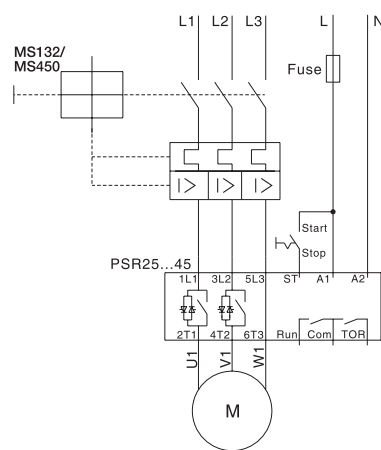 L1 L2 L3 L N
MS132/
MS450
Fuse
I> I> I>
Start
Stop
PSR25...45
1L1 3L2 5L3 ST A1 A2
2T1 4T2 6T3 Run Com TOR
U1 V1 W1
M